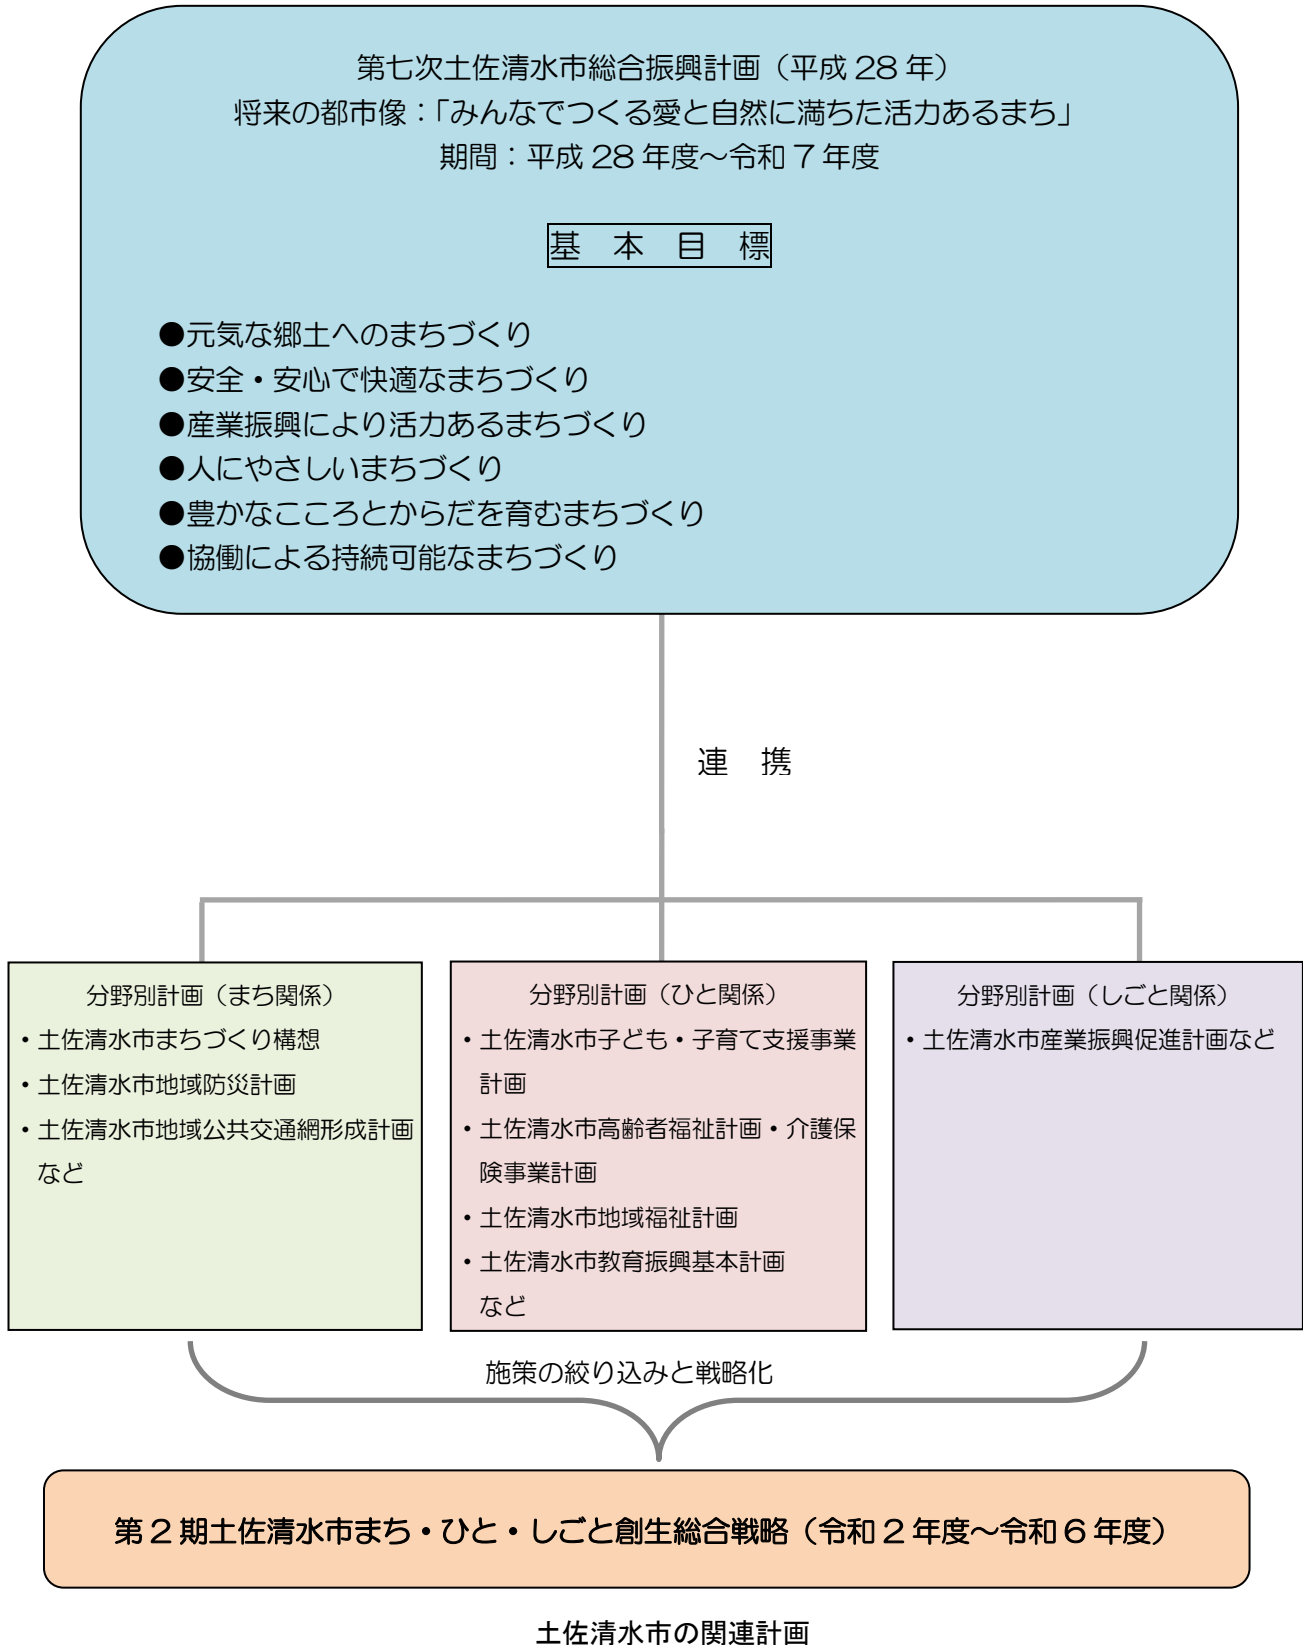 第七次土佐清水市総合振興計画（平成 28 年）
将来の都市像：「みんなでつくる愛と自然に満ちた活力あるまち」
期間：平成 28 年度～令和 7 年度
基　本　目　標
●元気な郷土へのまちづくり
●安全・安心で快適なまちづくり
●産業振興により活力あるまちづくり
●人にやさしいまちづくり
●豊かなこころとからだを育むまちづくり
●協働による持続可能なまちづくり
連　携
分野別計画（まち関係）
・土佐清水市まちづくり構想
・土佐清水市地域防災計画
・土佐清水市地域公共交通網形成計画
など
分野別計画（ひと関係）
・土佐清水市子ども・子育て支援事業
計画
・土佐清水市高齢者福祉計画・介護保
険事業計画
・土佐清水市地域福祉計画
・土佐清水市教育振興基本計画
など
分野別計画（しごと関係）
・土佐清水市産業振興促進計画など
施策の絞り込みと戦略化
第 2 期土佐清水市まち・ひと・しごと創生総合戦略（令和 2 年度～令和 6 年度）
土佐清水市の関連計画